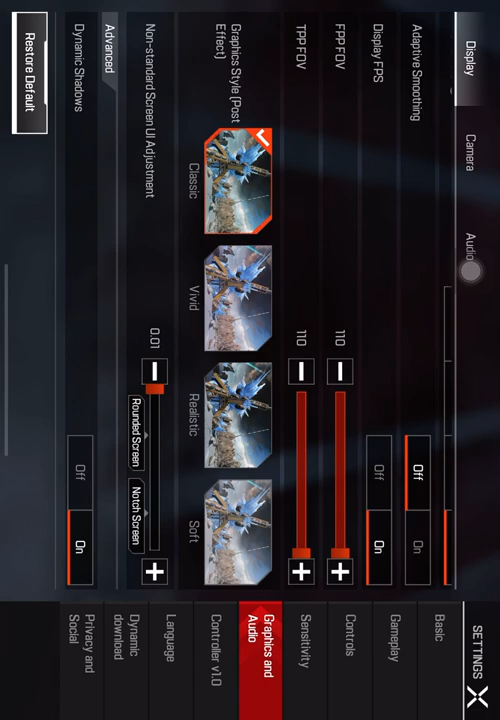 Display
Camera
Audio
SETTINGS
Basic
Gameplay
Controls
Sensitivity
Graphics and
Audio
Controller v1.0
Language
Dynamic
download
Privacy and
Social
Adaptive Smoothing
Off
On
Display FPS
Off
On
FPP FOV
110
TPP FOV
110
Graphics Style (Post
Effect)
Classic
Vivid
Realistic
Soft
Non-standard Screen UI Adjustment
0.01
Rounded Screen
Notch Screen
Advanced
Dynamic Shadows
Off
On
Restore Default